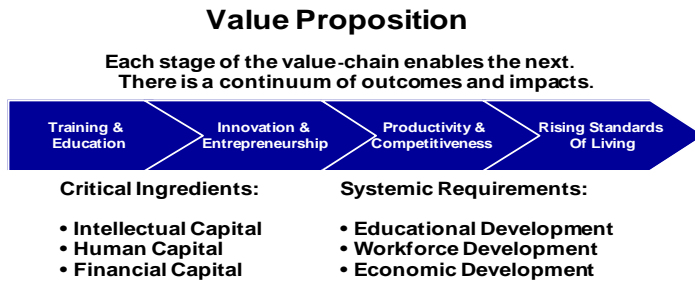 Value Proposition
Each stage of the value-chain enables the next.
There is a continuum of outcomes and impacts.
Training &
Education
Innovation &
Entrepreneurship
Productivity &
Competitiveness
Rising Standards
Of Living
Critical Ingredients:
• Intellectual Capital
• Human Capital
• Financial Capital
Systemic Requirements:
• Educational Development
• Workforce Development
• Economic Development